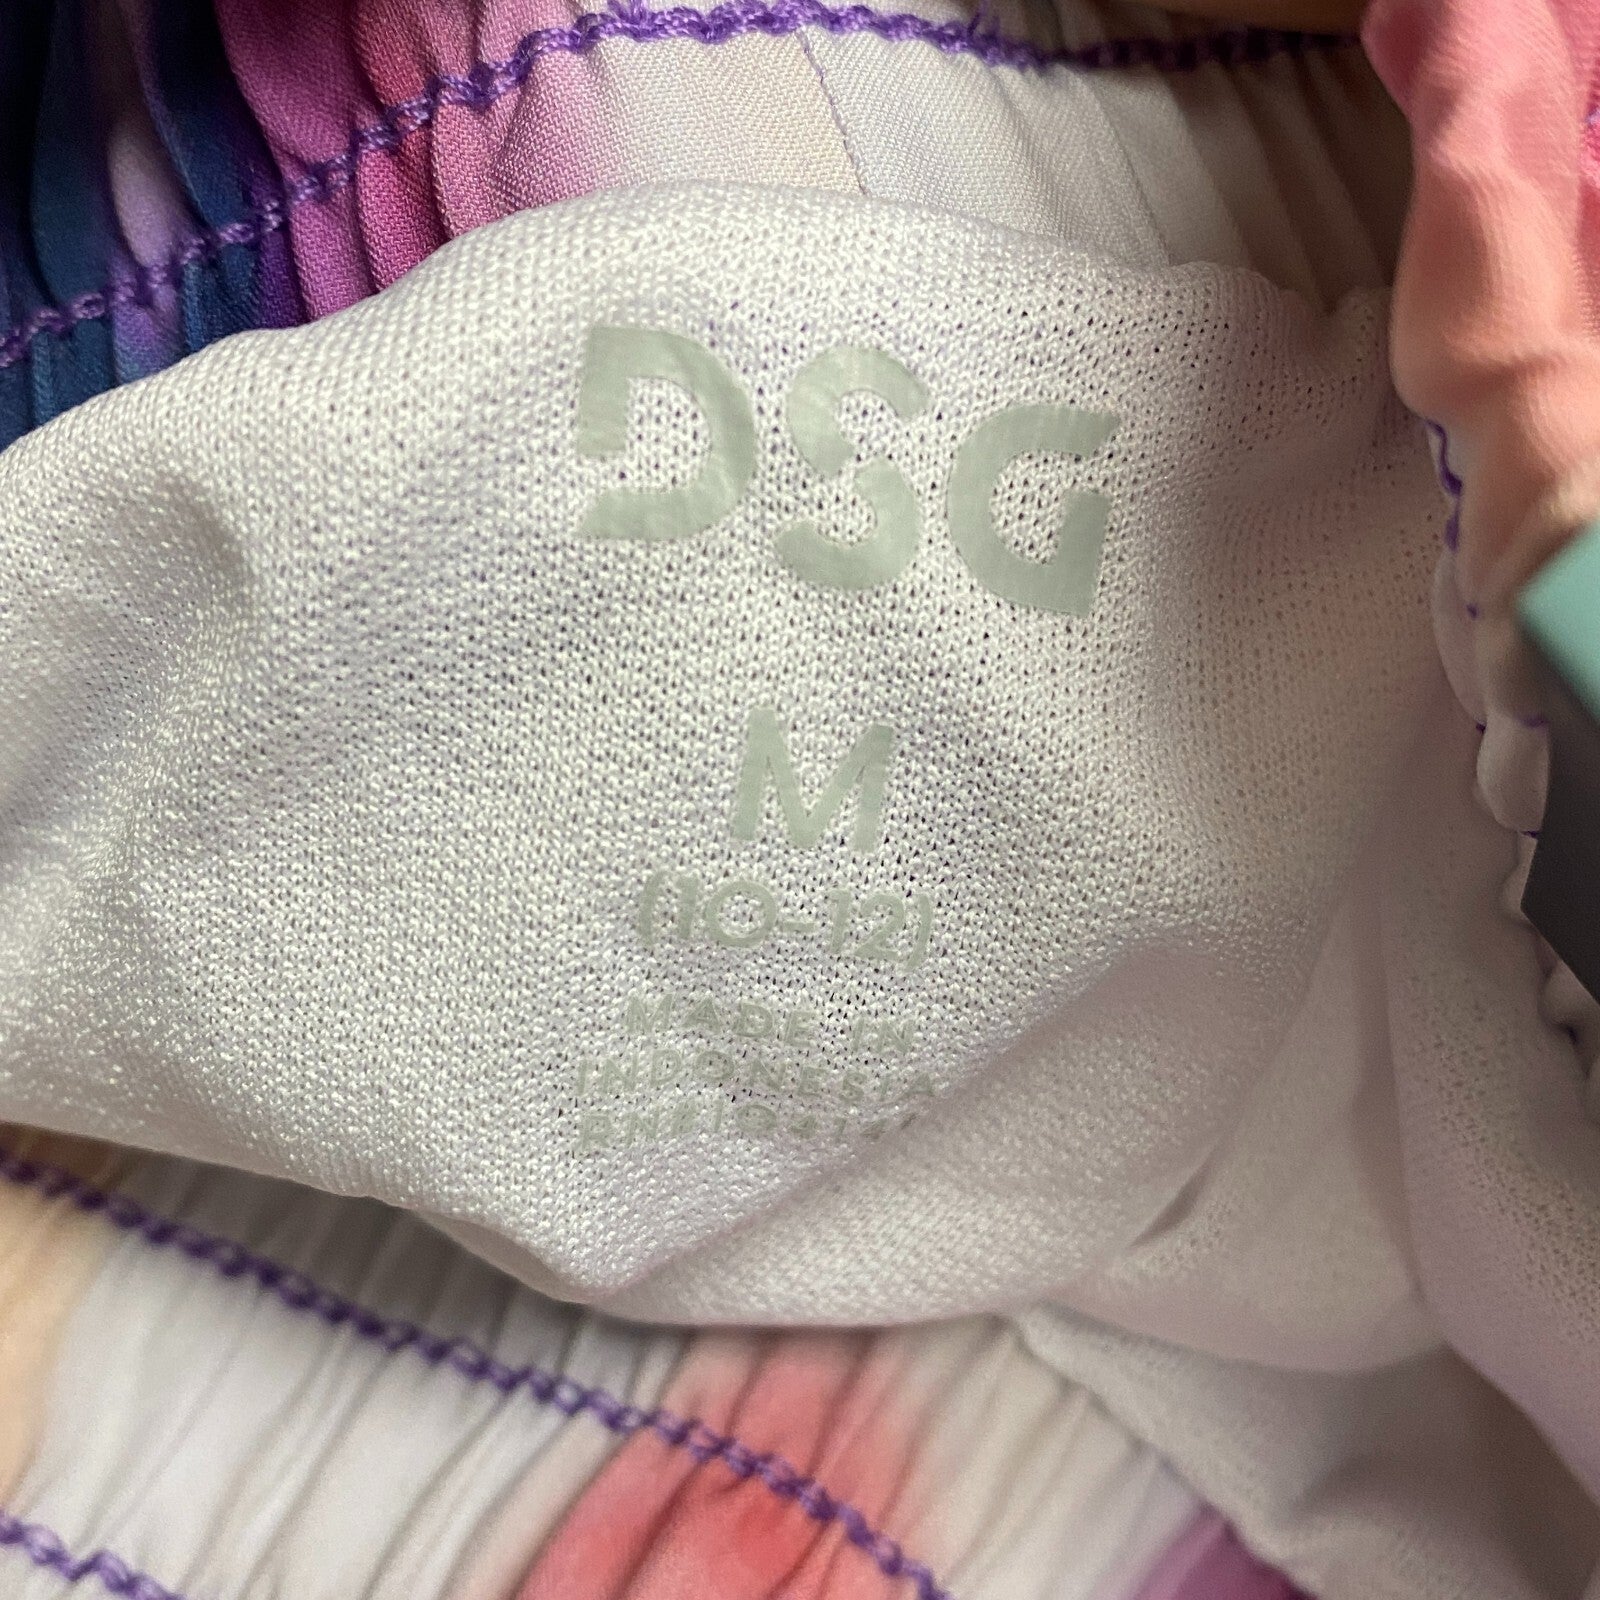 DSG
M
(10-12)
MADE IN
INDONESIA